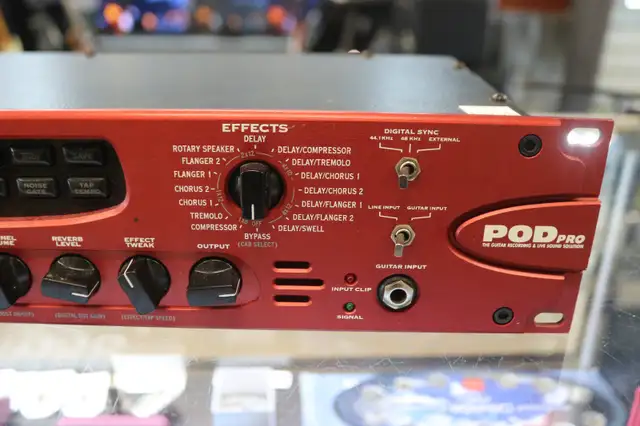 EFFECTS
DELAY
ROTARY SPEAKER
FLANGER 2
FLANGER 1
CHORUS 2
CHORUS 1
TREMOLO
COMPRESSOR
BYPASS
(CAB SELECT)
DELAY/COMPRESSOR
DELAY/TREMOLO
DELAY/CHORUS 1
DELAY/CHORUS 2
DELAY/FLANGER 1
DELAY/FLANGER 2
DELAY/SWELL
DIGITAL SYNC
44.1 KHz 48 KHz EXTERNAL
LINE INPUT GUITAR INPUT
GUITAR INPUT
INPUT CLIP
SIGNAL
POD PRO
THE GUITAR RECORDING & LIVE SOUND SOLUTIONS
NOISE GATE
TAP TEMPO
REVERB LEVEL
EFFECT TWEAK
OUTPUT